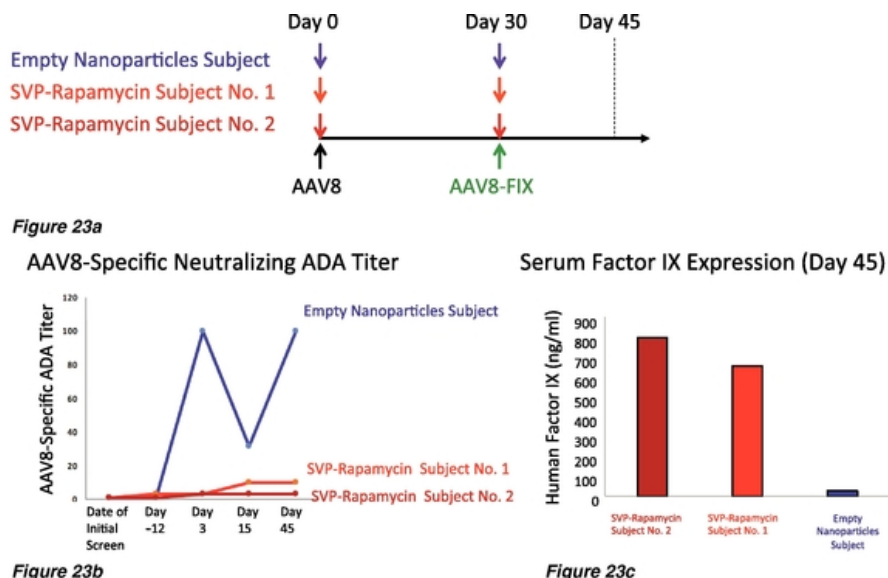 Day 0 Day 30 Day 45
Empty Nanoparticles Subject
SVP-Rapamycin Subject No. 1
SVP-Rapamycin Subject No. 2
AAV8 AAV8-FIX
Figure 23a
AAV8-Specific Neutralizing ADA Titer
AAV8-Specific ADA Titer
120
100
80
60
40
20
0
Empty Nanoparticles Subject
SVP-Rapamycin Subject No. 1
SVP-Rapamycin Subject No. 2
Date of Day Day Day Day
Initial -12 3 15 45
Screen
Figure 23b
Serum Factor IX Expression (Day 45)
Human Factor IX (ng/ml)
900
800
700
600
500
400
300
200
100
0
SVP-Rapamycin SVP-Rapamycin Empty
Subject No. 2 Subject No. 1 Nanoparticles
Subject
Figure 23c